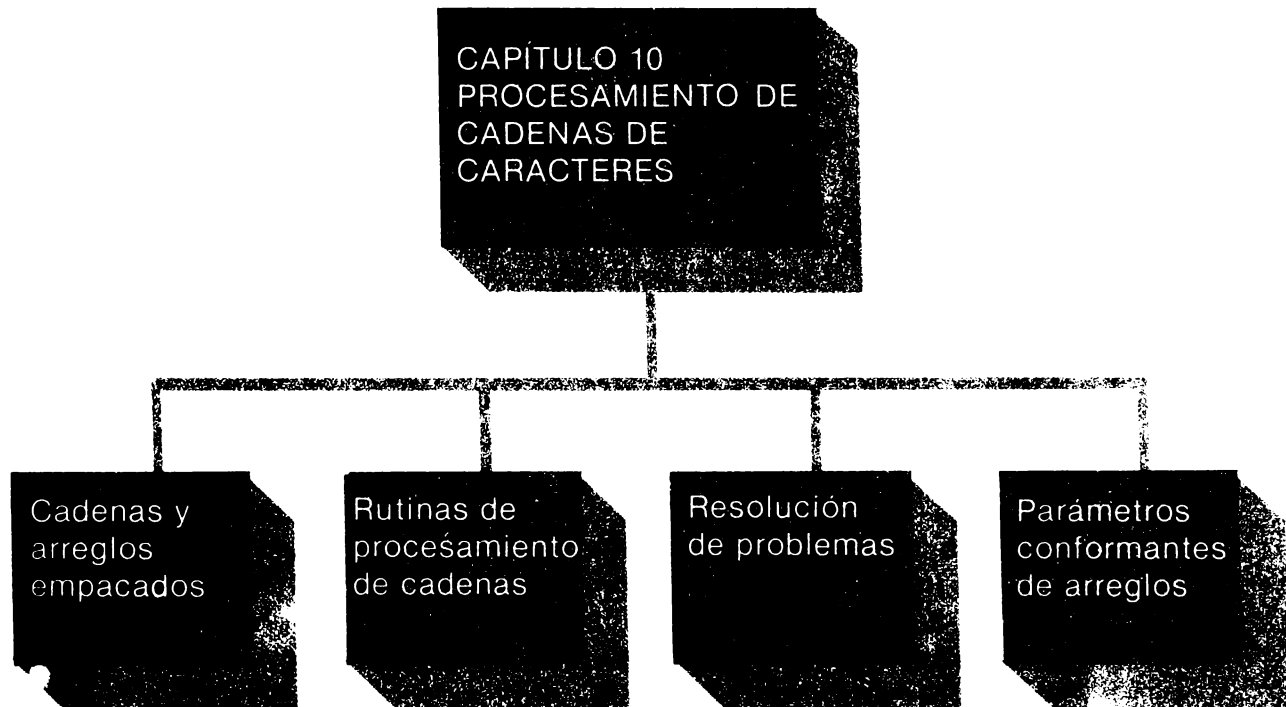 CAPÍTULO 10
PROCESAMIENTO DE
CADENAS DE
CARACTERES
Cadenas y
arreglos
empacados
Rutinas de
procesamiento
de cadenas
Resolución
de problemas
Parámetros
conformantes
de arreglos